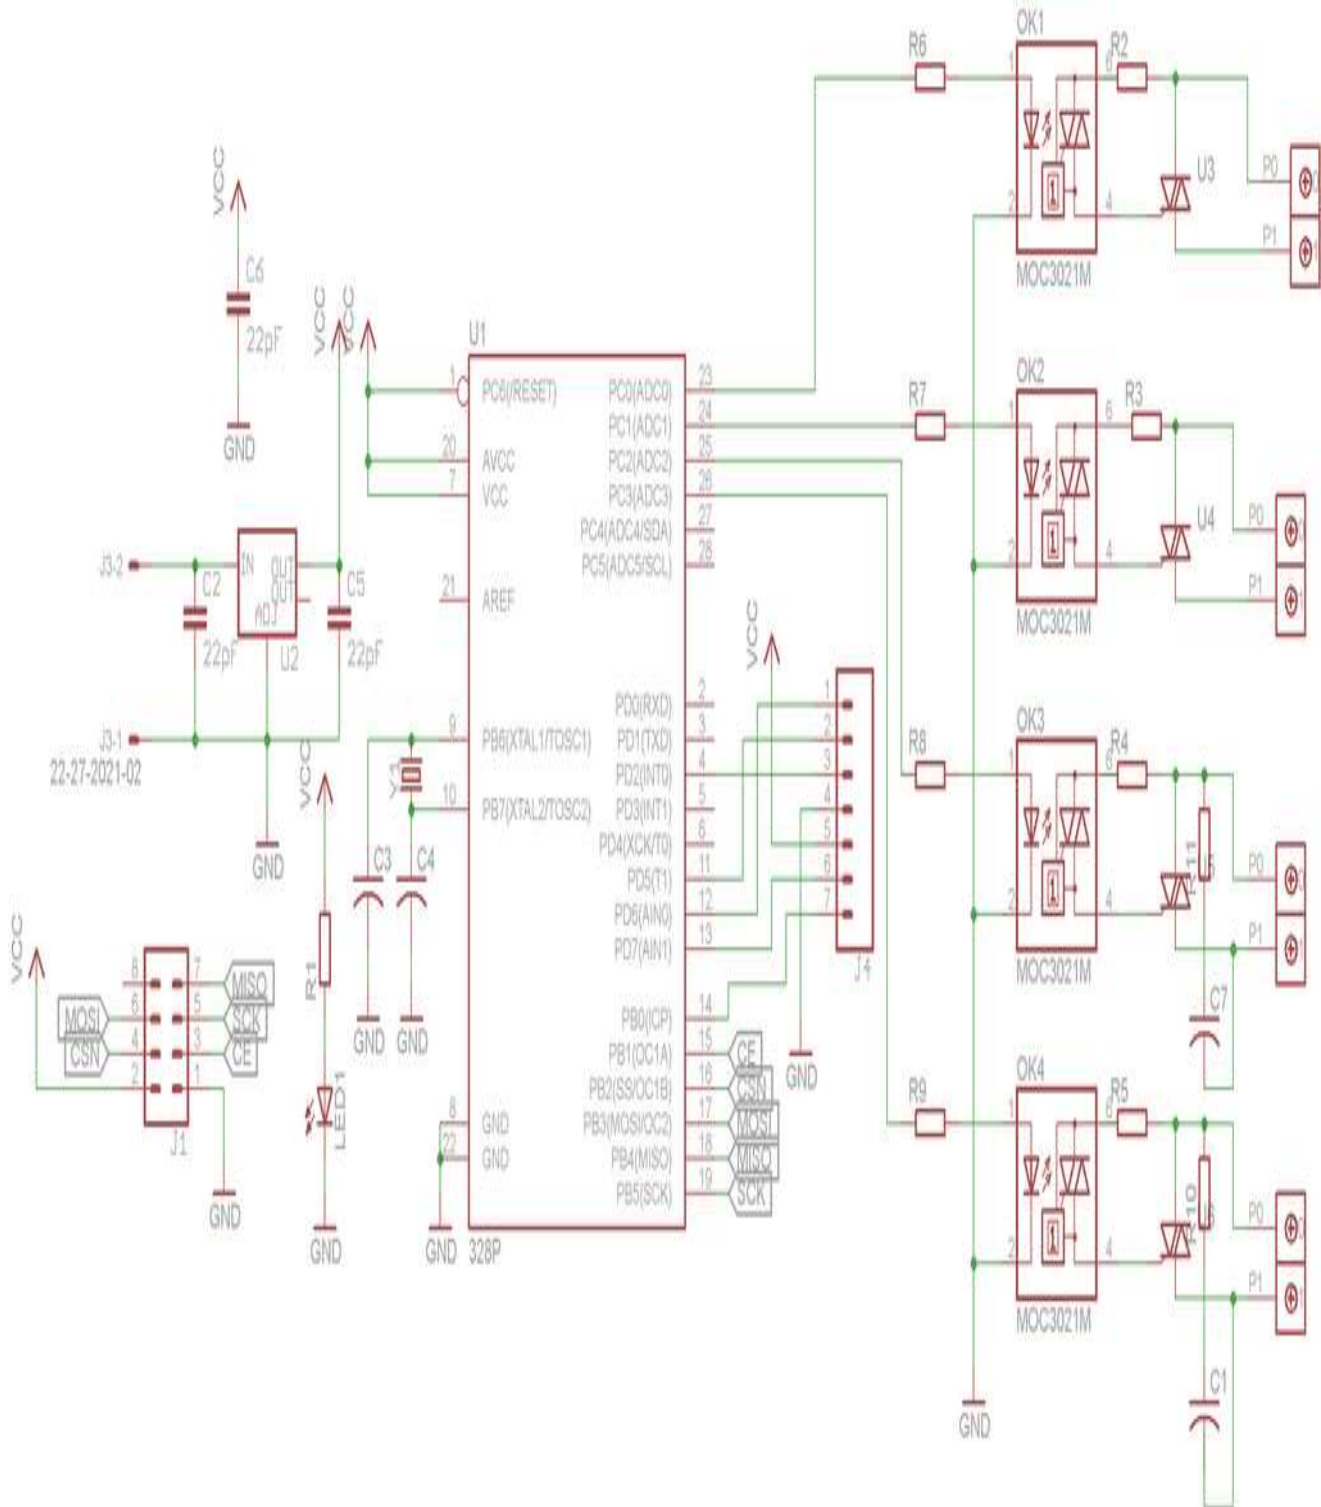 OK1
R6
R2
1
6
VCC
U3
P0
2
1
4
P1
MOC3021M
C6
22pF
GND
VCC
VCC
U1
1
PC6(/RESET)
PC0(ADC0)
23
PC1(ADC1)
24
20
AVCC
PC2(ADC2)
25
7
VCC
PC3(ADC3)
26
PC4(ADC4/SDA)
27
PC5(ADC5/SCL)
28
21
AREF
OK2
R7
R3
1
6
U4
P0
2
1
4
P1
MOC3021M
J3-2
IN
OUT
OUT
ADJ
C2
22pF
U2
C5
22pF
J3-1
22-27-2021-02
GND
VCC
PD0(RXD)
2
1
9
PB6(XTAL1/TOSC1)
PD1(TXD)
3
2
PD2(INT0)
4
3
10
PB7(XTAL2/TOSC2)
PD3(INT1)
5
4
PD4(XCK/T0)
6
5
PD5(T1)
11
6
PD6(AIN0)
12
7
PD7(AIN1)
13
J4
GND
VCC
Y1
C3
C4
GND
GND
R1
LED1
GND
OK3
R8
R4
1
6
R11
P0
2
1
4
P1
MOC3021M
C7
VCC
8
7
MISO
MOSI
6
5
SCK
CSN
4
3
CE
2
1
J1
GND
PB0(ICP)
14
PB1(OC1A)
15
CE
PB2(SS/OC1B)
16
CSN
8
GND
PB3(MOSI/OC2)
17
MOSI
22
GND
PB4(MISO)
18
MISO
PB5(SCK)
19
SCK
GND
328P
OK4
R9
R5
1
6
R10
P0
2
1
4
P1
MOC3021M
C1
GND